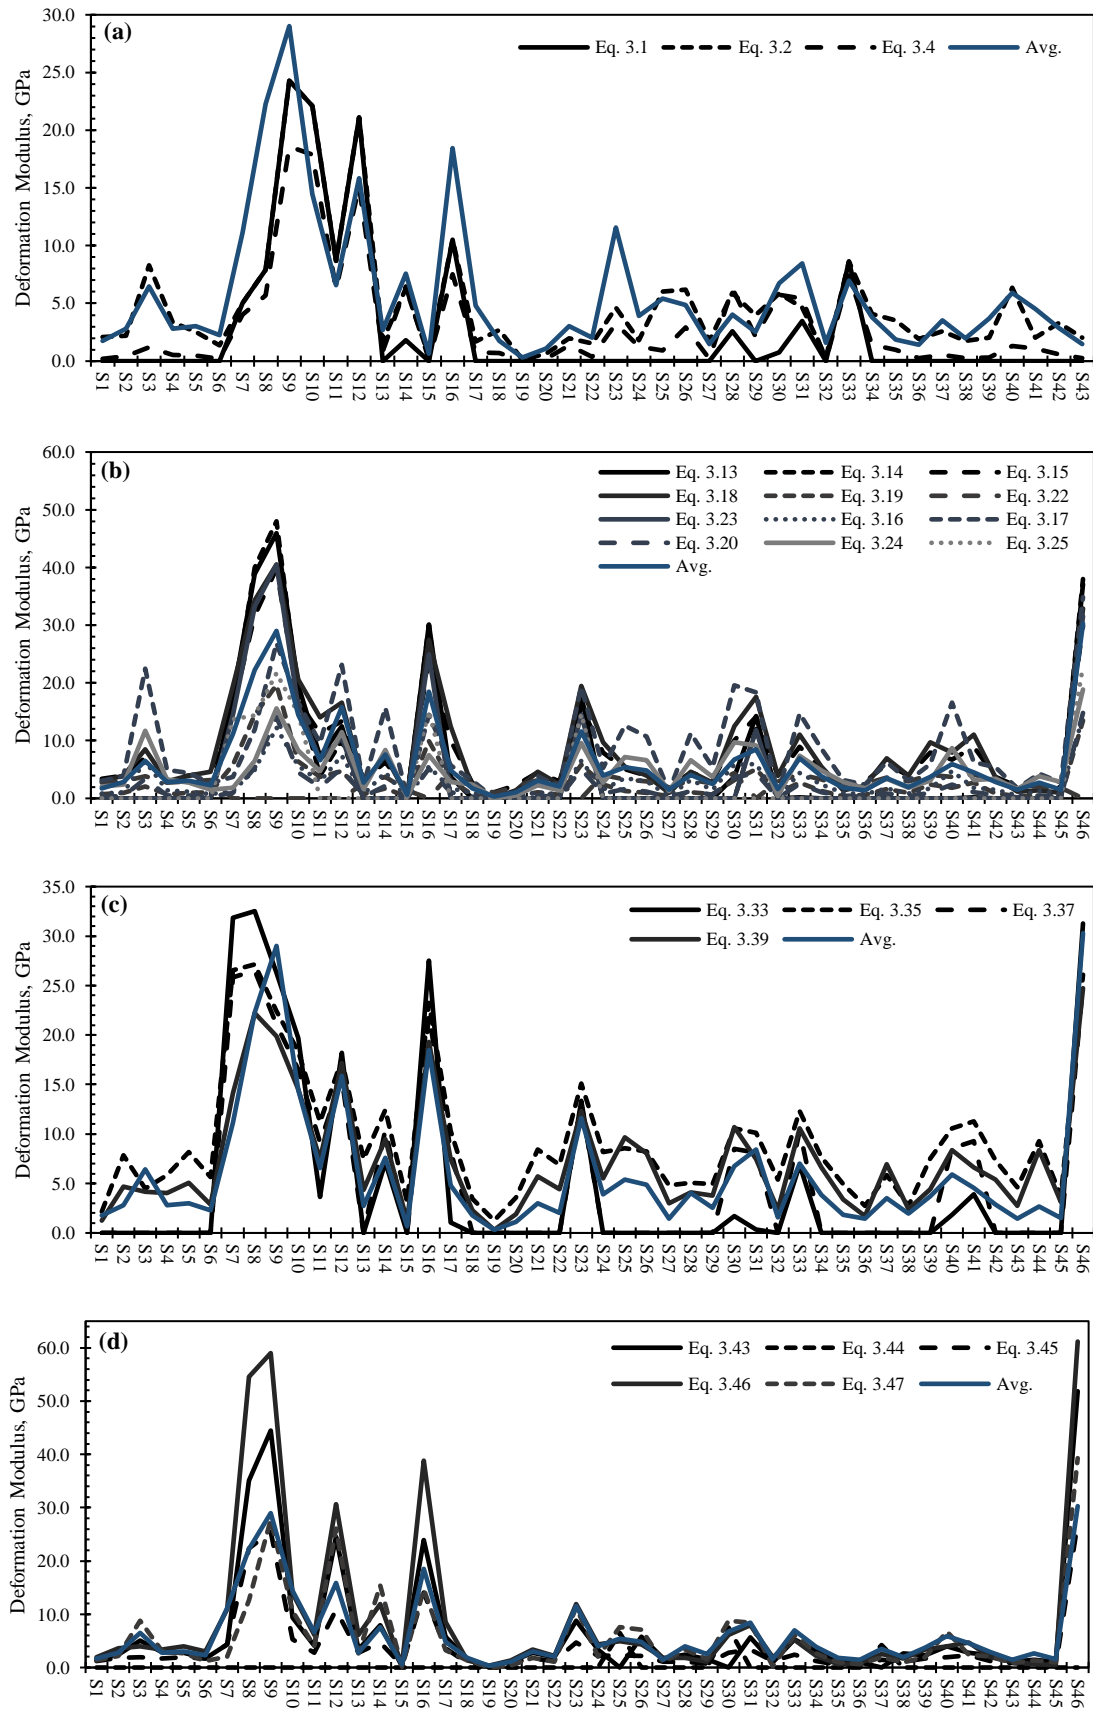 (a)
Eq. 3.1 Eq. 3.2 Eq. 3.4 Avg.
Deformation Modulus, GPa
30.0
25.0
20.0
15.0
10.0
5.0
0.0
S1 S2 S3 S4 S5 S6 S7 S8 S9 S10 S11 S12 S13 S14 S15 S16 S17 S18 S19 S20 S21 S22 S23 S24 S25 S26 S27 S28 S29 S30 S31 S32 S33 S34 S35 S36 S37 S38 S39 S40 S41 S42 S43
(b)
Eq. 3.13 Eq. 3.14 Eq. 3.15
Eq. 3.18 Eq. 3.19 Eq. 3.22
Eq. 3.23 Eq. 3.16 Eq. 3.17
Eq. 3.20 Eq. 3.24 Eq. 3.25
Avg.
Deformation Modulus, GPa
60.0
50.0
40.0
30.0
20.0
10.0
0.0
S1 S2 S3 S4 S5 S6 S7 S8 S9 S10 S11 S12 S13 S14 S15 S16 S17 S18 S19 S20 S21 S22 S23 S24 S25 S26 S27 S28 S29 S30 S31 S32 S33 S34 S35 S36 S37 S38 S39 S40 S41 S42 S43 S44 S45 S46
(c)
Eq. 3.33 Eq. 3.35 Eq. 3.37
Eq. 3.39 Avg.
Deformation Modulus, GPa
35.0
30.0
25.0
20.0
15.0
10.0
5.0
0.0
S1 S2 S3 S4 S5 S6 S7 S8 S9 S10 S11 S12 S13 S14 S15 S16 S17 S18 S19 S20 S21 S22 S23 S24 S25 S26 S27 S28 S29 S30 S31 S32 S33 S34 S35 S36 S37 S38 S39 S40 S41 S42 S43 S44 S45 S46
(d)
Eq. 3.43 Eq. 3.44 Eq. 3.45
Eq. 3.46 Eq. 3.47 Avg.
Deformation Modulus, GPa
60.0
50.0
40.0
30.0
20.0
10.0
0.0
S1 S2 S3 S4 S5 S6 S7 S8 S9 S10 S11 S12 S13 S14 S15 S16 S17 S18 S19 S20 S21 S22 S23 S24 S25 S26 S27 S28 S29 S30 S31 S32 S33 S34 S35 S36 S37 S38 S39 S40 S41 S42 S43 S44 S45 S46